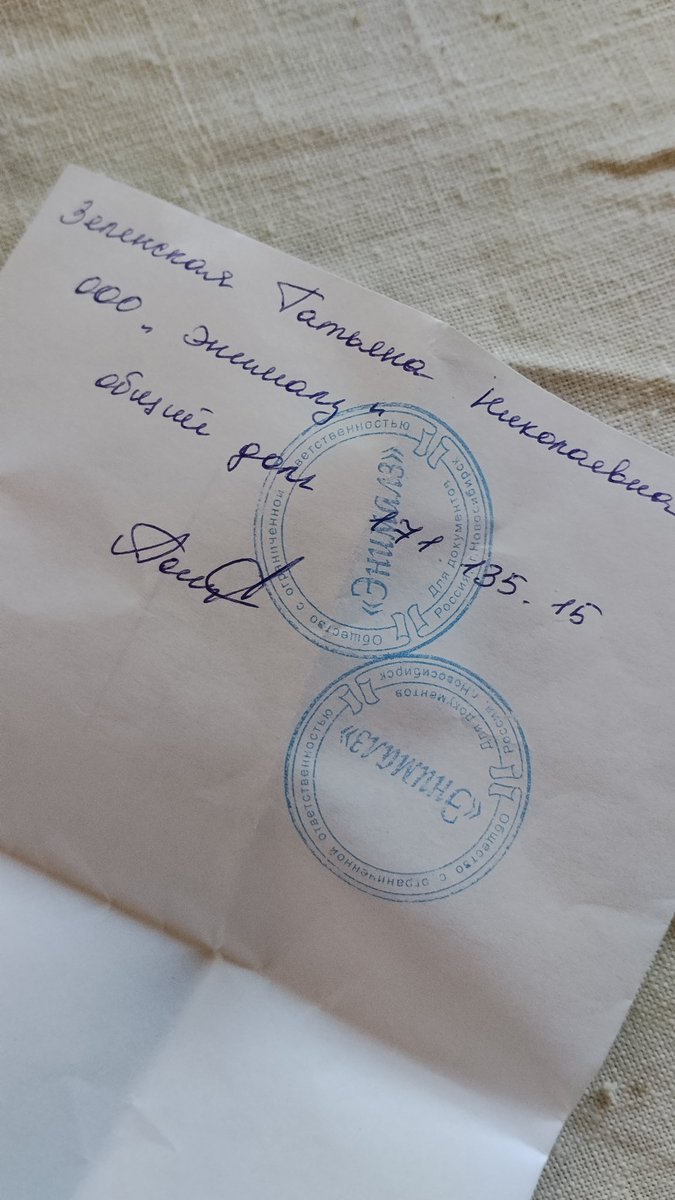 Зеленская Татьяна Николаевна
ООО „Энималз"
общий долг 171 135.15
Общество с ограниченной ответственностью
Россия, г.Новосибирск
Для документов
«Энималз»
Общество с ограниченной ответственностью
Россия, г.Новосибирск
Для документов
«Энималз»